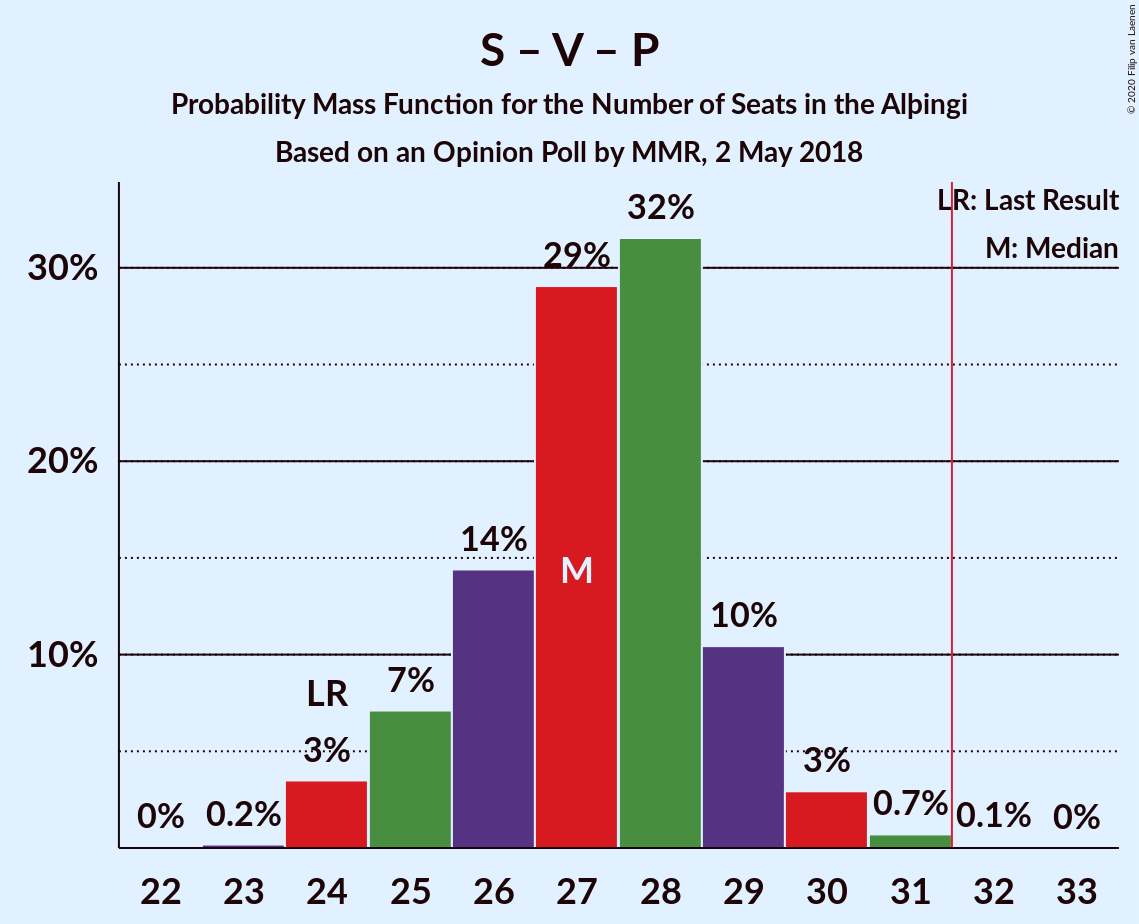 S – V – P
Probability Mass Function for the Number of Seats in the Alþingi
Based on an Opinion Poll by MMR, 2 May 2018
© 2020 Filip van Laenen
LR: Last Result
M: Median
30%
20%
10%
0%
0.2%
LR
3%
7%
14%
29%
M
32%
10%
3%
0.7%
0.1%
0%
22 23 24 25 26 27 28 29 30 31 32 33